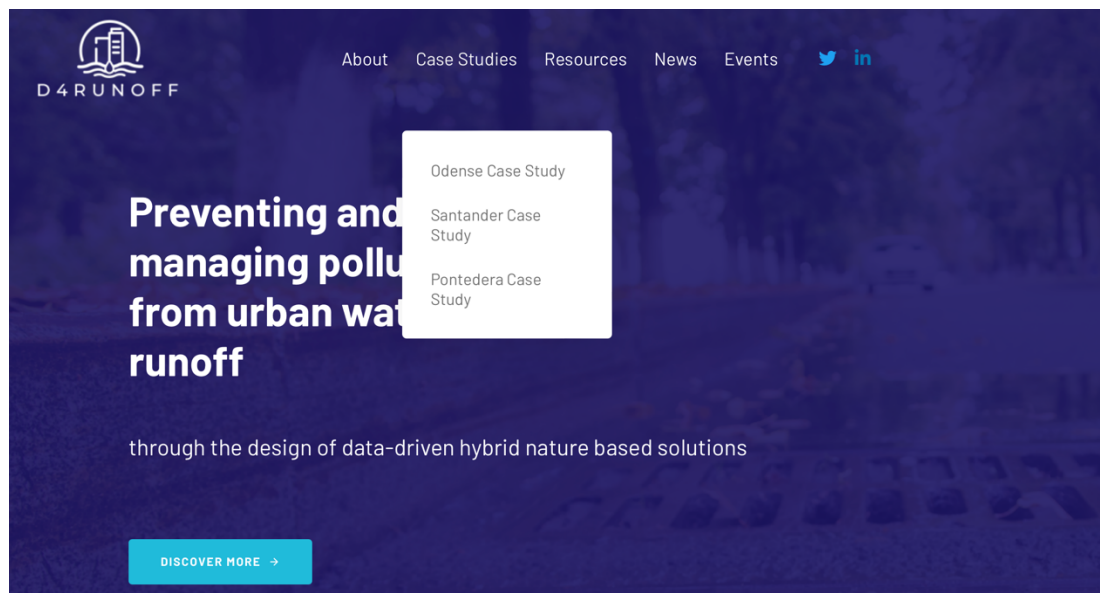 D4RUNOFF
About Case Studies Resources News Events
Odense Case Study
Santander Case
Study
Pontedera Case
Study
Preventing and
managing pollu
from urban wat
runoff
through the design of data-driven hybrid nature based solutions
DISCOVER MORE →